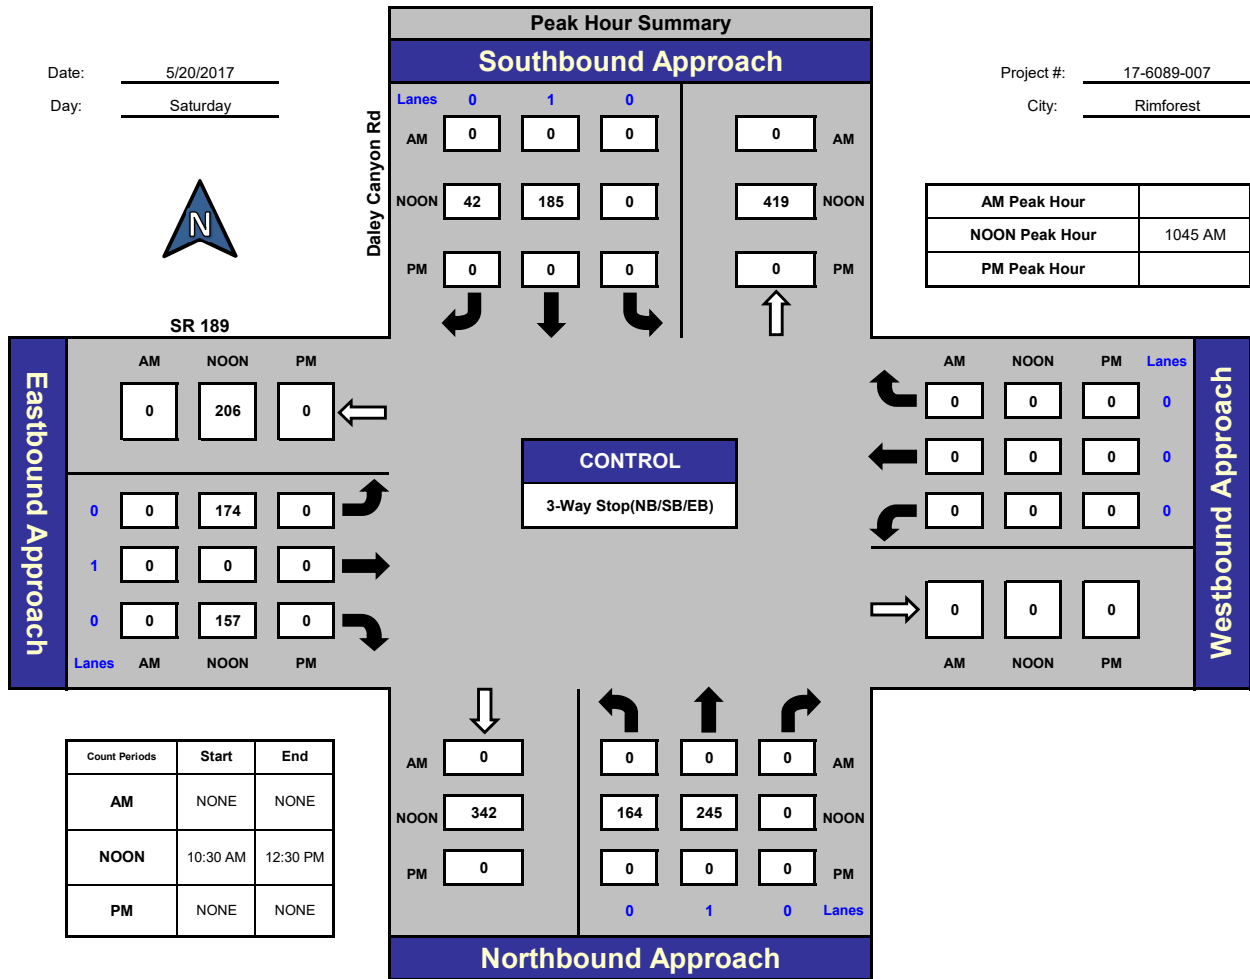 Peak Hour Summary
Southbound Approach
Date: 5/20/2017
Day: Saturday
Project #: 17-6089-007
City: Rimforest
Daley Canyon Rd
Lanes 0 1 0
AM 0 0 0 0 AM
NOON 42 185 0 419 NOON
PM 0 0 0 0 PM
N
AM Peak Hour
NOON Peak Hour 1045 AM
PM Peak Hour
SR 189
Eastbound Approach
AM NOON PM
0 206 0
0 0 174 0
1 0 0 0
0 0 157 0
Lanes AM NOON PM
CONTROL
3-Way Stop(NB/SB/EB)
Westbound Approach
AM NOON PM Lanes
0 0 0 0
0 0 0 0
0 0 0 0
0 0 0
AM NOON PM
Count Periods Start End
AM NONE NONE
NOON 10:30 AM 12:30 PM
PM NONE NONE
AM 0 0 0 0 AM
NOON 342 164 245 0 NOON
PM 0 0 0 0 PM
0 1 0 Lanes
Northbound Approach